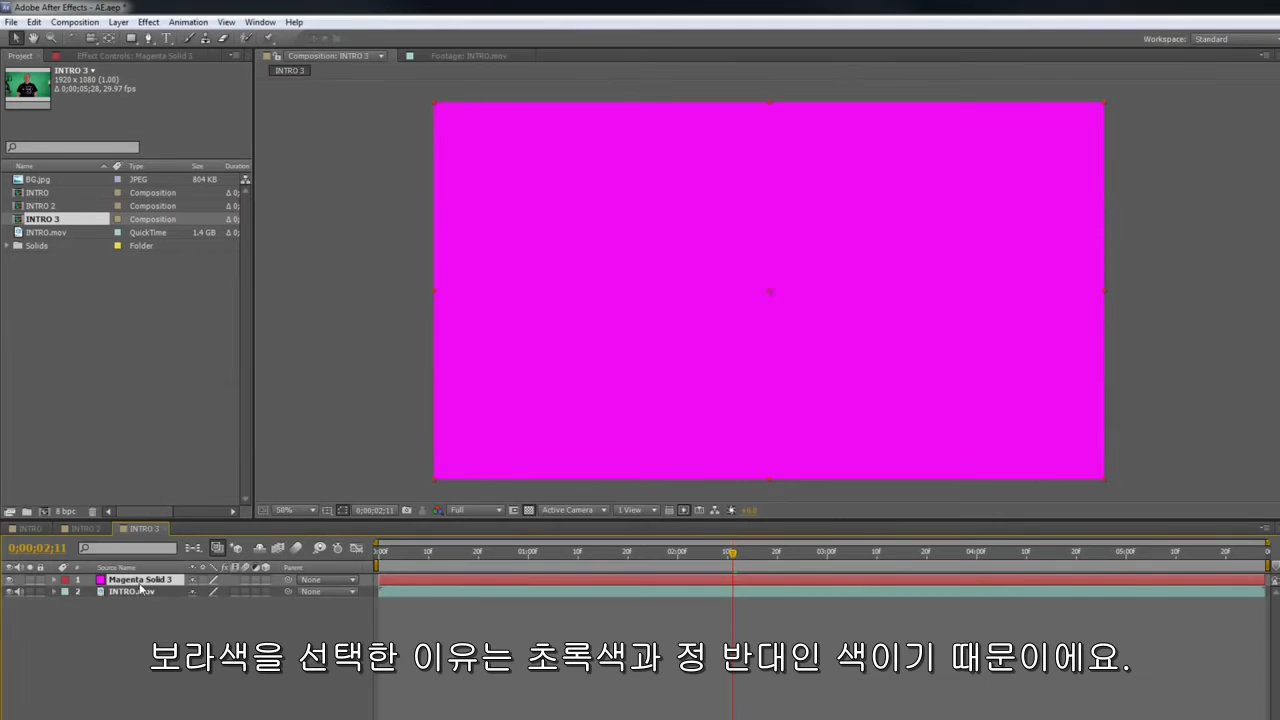 Adobe After Effects - AE.aep *
File Edit Composition Layer Effect Animation View Window Help
Workspace: Standard
Project Effect Controls: Magenta Solid 3 Composition: INTRO 3 Footage: INTRO.mov
INTRO 3
INTRO 3
1920 x 1080 (1.00)
Δ 0;00;05;28, 29.97 fps
Name Type Size Duration
BG.jpg JPEG 804 KB
INTRO Composition Δ 0;
INTRO 2 Composition Δ 0;
INTRO 3 Composition Δ 0;
INTRO.mov QuickTime 1.4 GB Δ 0;
Solids Folder
8 bpc 50% 0;00;02;11 Full Active Camera 1 View +0.0
INTRO INTRO 2 INTRO 3
0;00;02;11 10f 20f 01:00f 10f 20f 02:00f 10f 03:00f 10f 20f 04:00f 10f 20f 05:00f 10f 20f
# Source Name fx Parent
1 Magenta Solid 3 None
2 INTRO.mov None
보라색을 선택한 이유는 초록색과 정 반대인 색이기 때문이에요.